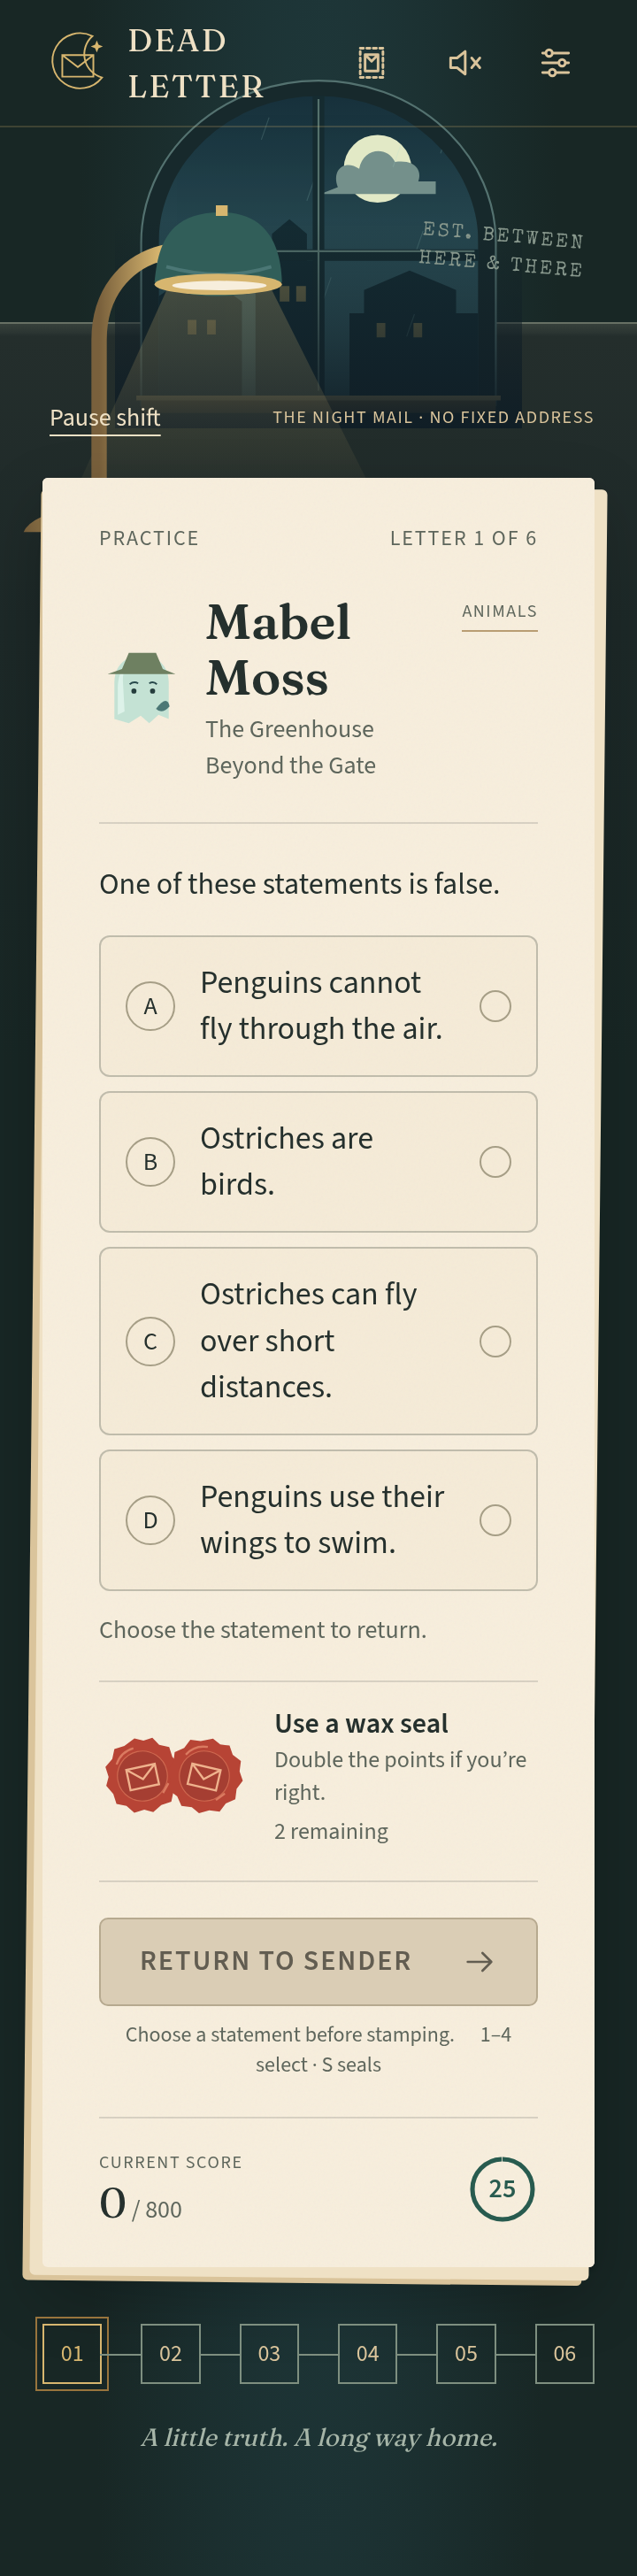 DEAD
LETTER
EST. BETWEEN
HERE & THERE
Pause shift
THE NIGHT MAIL · NO FIXED ADDRESS
PRACTICE
LETTER 1 OF 6
Mabel
Moss
ANIMALS
The Greenhouse
Beyond the Gate
One of these statements is false.
A
Penguins cannot
fly through the air.
B
Ostriches are
birds.
C
Ostriches can fly
over short
distances.
D
Penguins use their
wings to swim.
Choose the statement to return.
Use a wax seal
Double the points if you’re
right.
2 remaining
RETURN TO SENDER →
Choose a statement before stamping. 1–4
select · S seals
CURRENT SCORE
0 / 800
25
01 02 03 04 05 06
A little truth. A long way home.